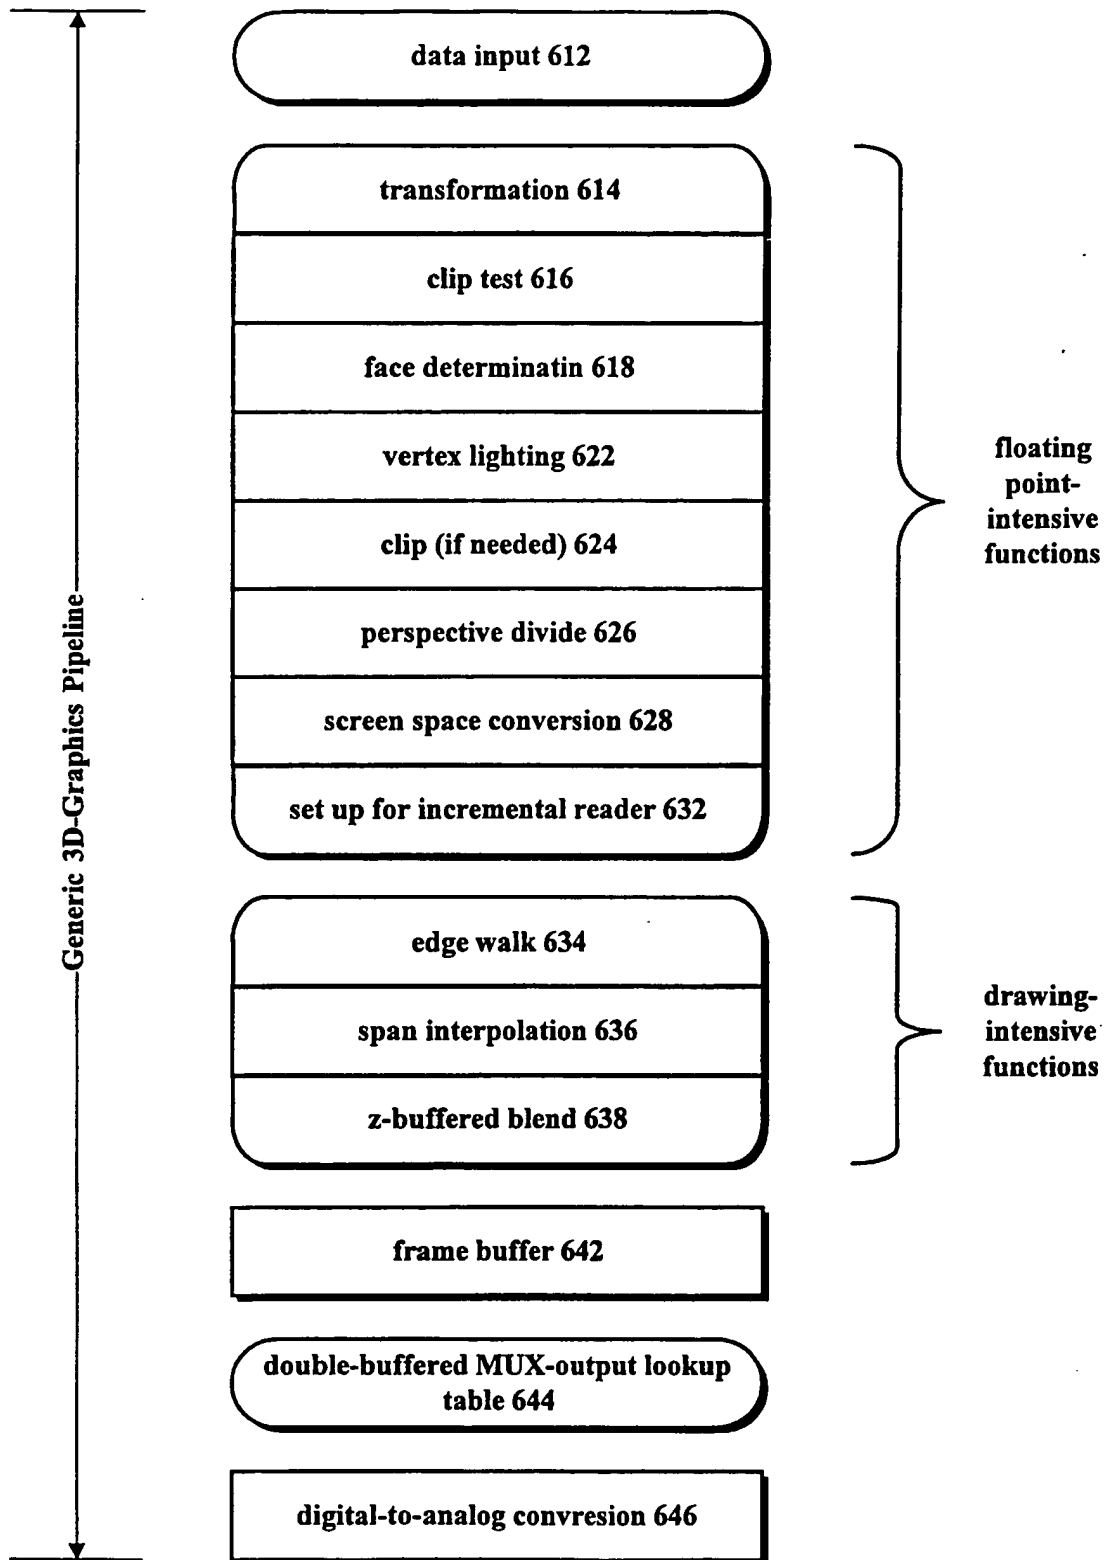 data input 612
transformation 614
clip test 616
face determinatin 618
vertex lighting 622
clip (if needed) 624
perspective divide 626
screen space conversion 628
set up for incremental reader 632
floating
point-
intensive
functions
Generic 3D-Graphics Pipeline
edge walk 634
span interpolation 636
z-buffered blend 638
drawing-
intensive
functions
frame buffer 642
double-buffered MUX-output lookup
table 644
digital-to-analog convresion 646